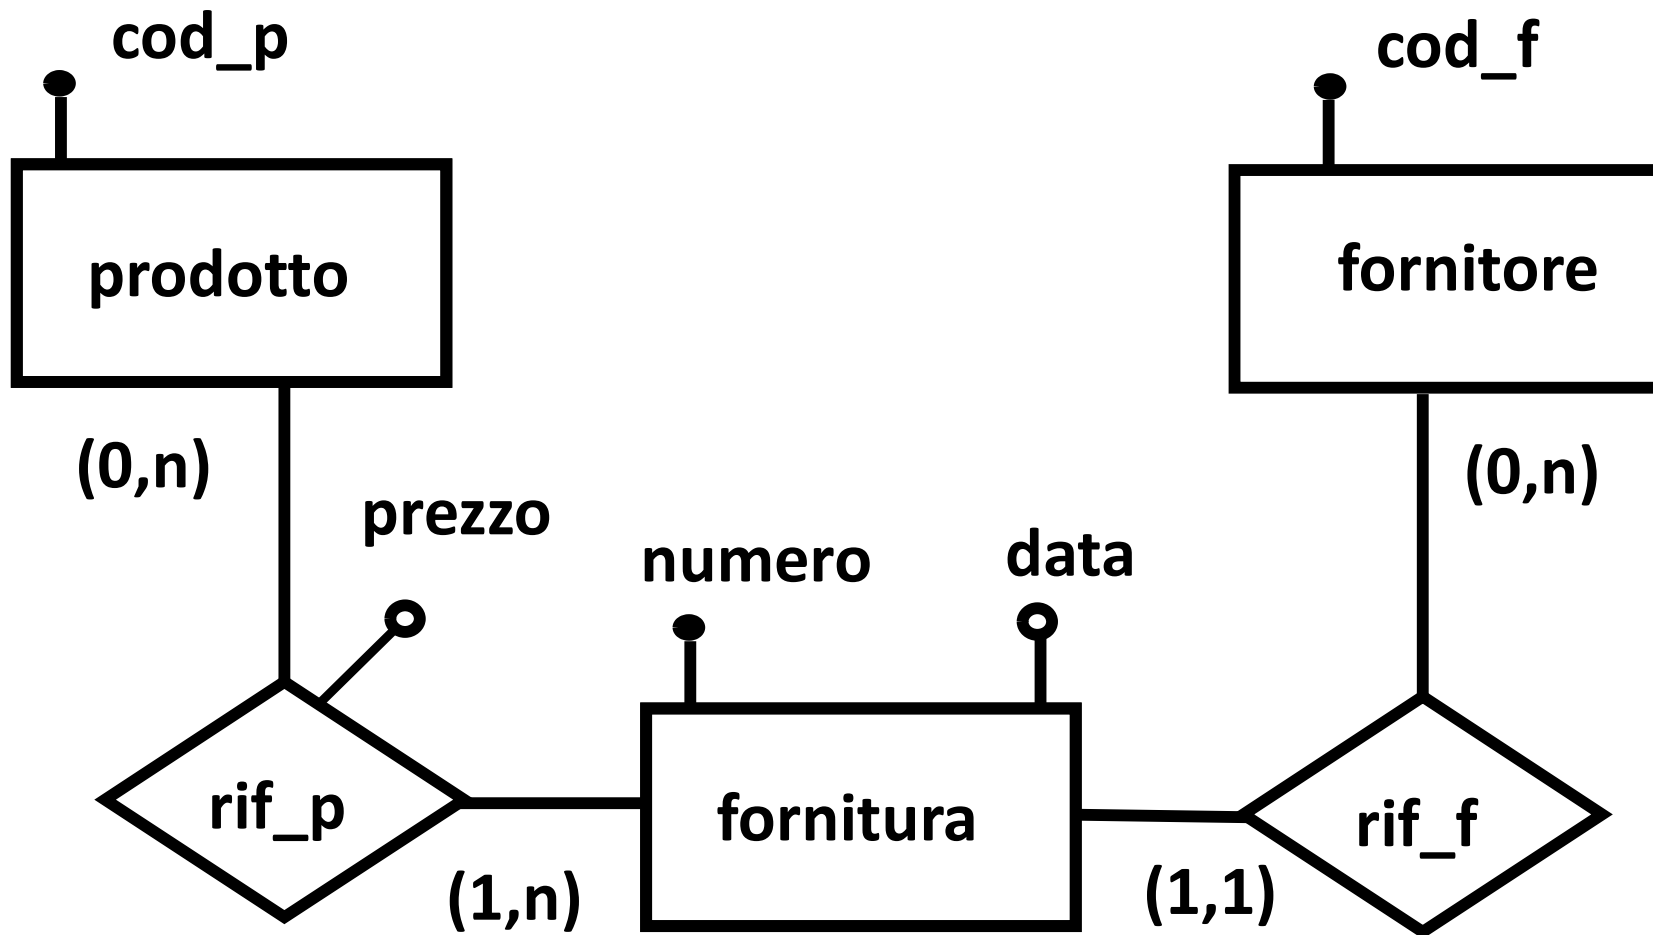 cod_p
cod_f
prodotto
fornitore
(0,n)
(0,n)
prezzo
numero
data
rif_p
fornitura
rif_f
(1,n)
(1,1)